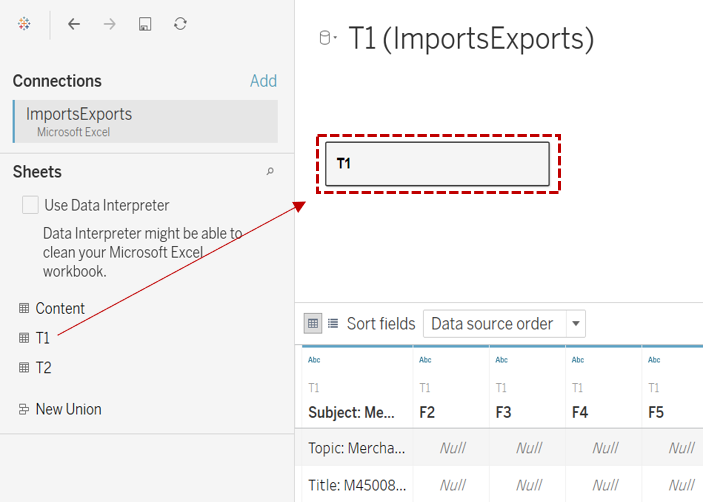 T1 (ImportsExports)
Connections
Add
ImportsExports
Microsoft Excel
Sheets
Use Data Interpreter
Data Interpreter might be able to
clean your Microsoft Excel
workbook.
Content
T1
T2
New Union
T1
Sort fields
Data source order
Abc Abc Abc Abc Abc
T1 T1 T1 T1 T1
Subject: Me... F2 F3 F4 F5
Topic: Mercha... Null Null Null Null
Title: M45008... Null Null Null Null